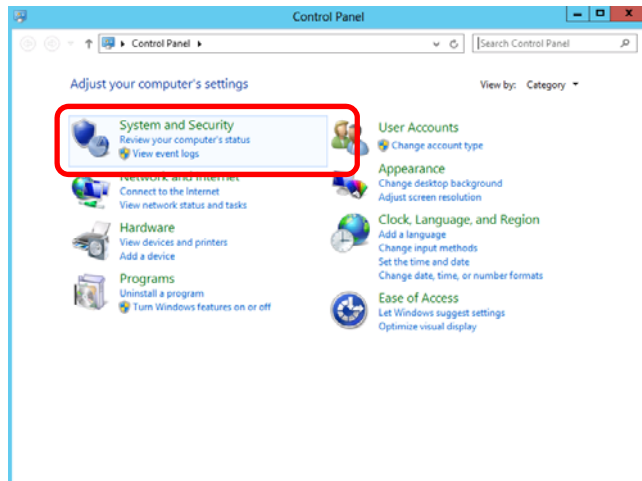 Control Panel
Control Panel
Search Control Panel
Adjust your computer's settings
View by: Category
System and Security
Review your computer's status
View event logs
Network and Internet
Connect to the Internet
View network status and tasks
Hardware
View devices and printers
Add a device
Programs
Uninstall a program
Turn Windows features on or off
User Accounts
Change account type
Appearance
Change desktop background
Adjust screen resolution
Clock, Language, and Region
Add a language
Change input methods
Set the time and date
Change date, time, or number formats
Ease of Access
Let Windows suggest settings
Optimize visual display